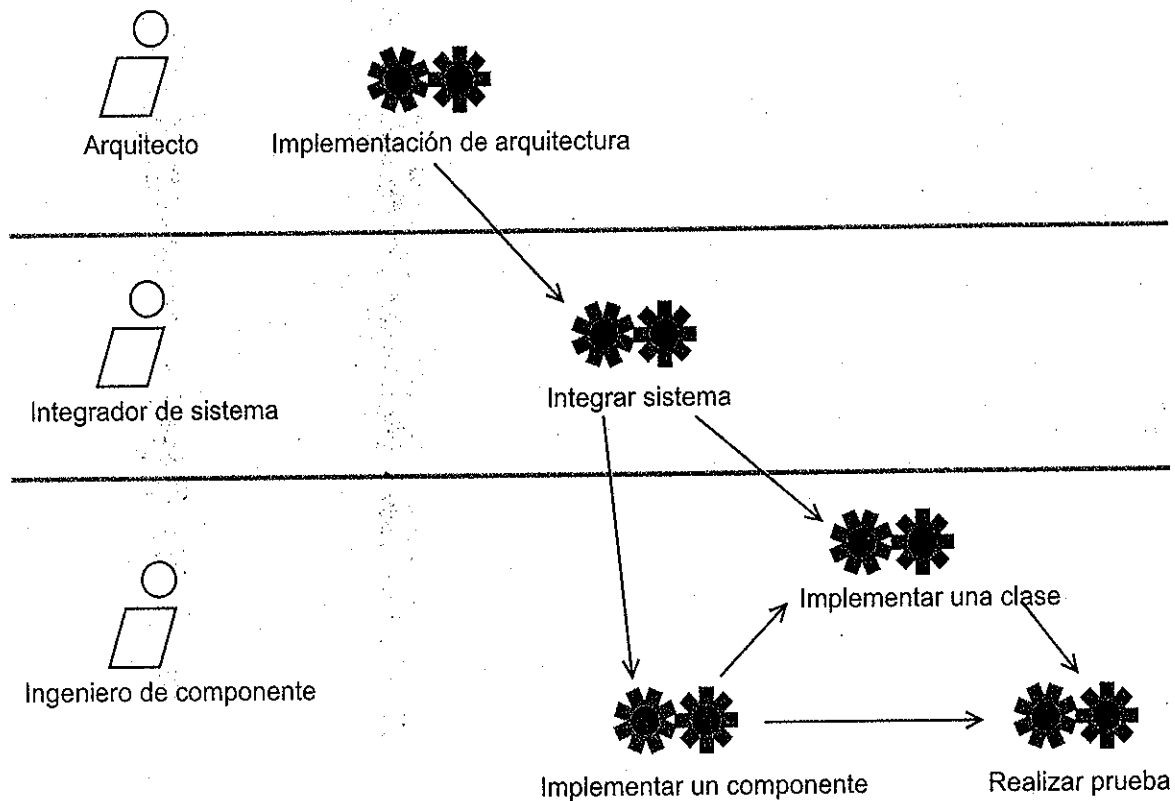 Arquitecto
Implementación de arquitectura
Integrador de sistema
Integrar sistema
Implementar una clase
Ingeniero de componente
Implementar un componente
Realizar prueba